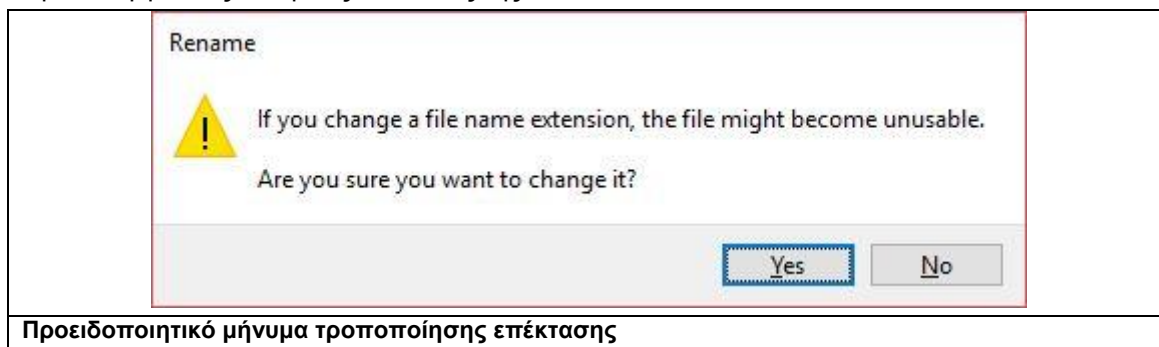 Rename
If you change a file name extension, the file might become unusable.
Are you sure you want to change it?
Yes No
Προειδοποιητικό μήνυμα τροποποίησης επέκτασης